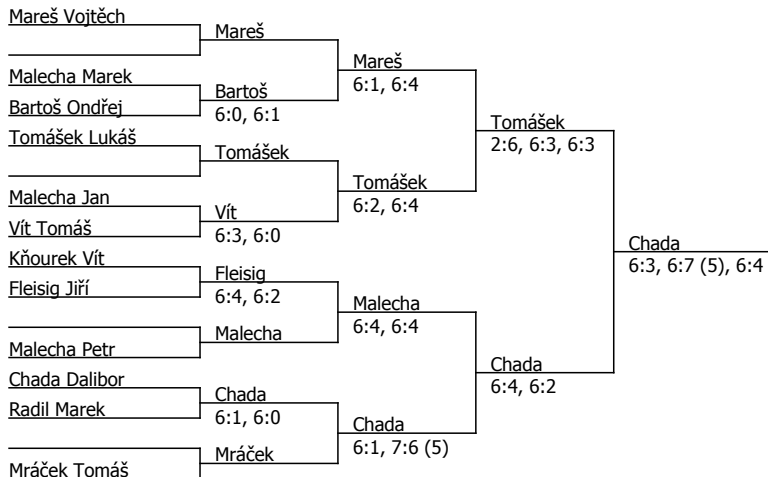 Mareš Vojtěch
Malecha Marek
Bartoš Ondřej
Tomášek Lukáš
Malecha Jan
Vít Tomáš
Kňourek Vít
Fleisig Jiří
Malecha Petr
Chada Dalibor
Radil Marek
Mráček Tomáš
Mareš
Bartoš
6:0, 6:1
Tomášek
Vít
6:3, 6:0
Fleisig
6:4, 6:2
Malecha
Chada
6:1, 6:0
Mráček
Mareš
6:1, 6:4
Tomášek
6:2, 6:4
Malecha
6:4, 6:4
Chada
6:1, 7:6 (5)
Tomášek
2:6, 6:3, 6:3
Chada
6:4, 6:2
Chada
6:3, 6:7 (5), 6:4